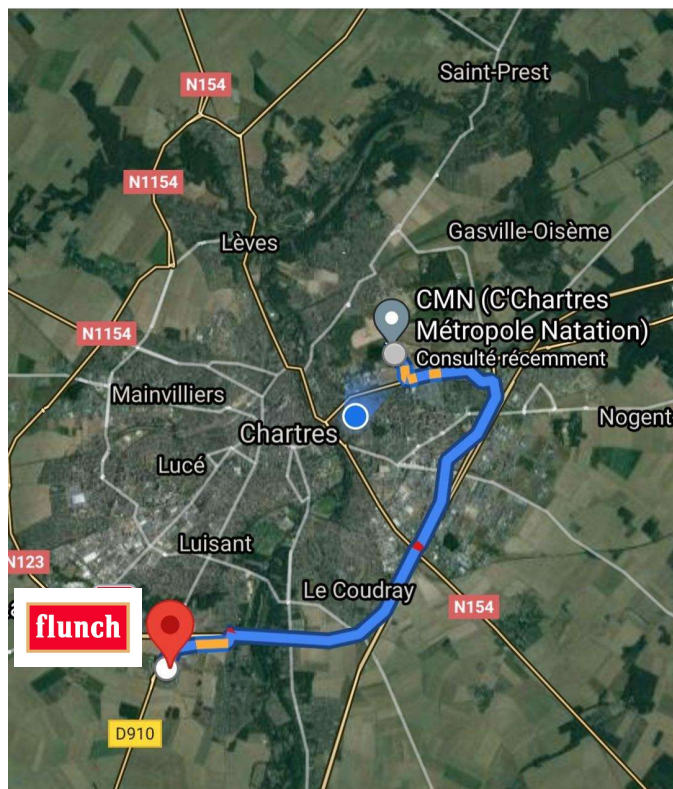 Saint-Prest
N154
N1154
Lèves
Gasville-Oisème
CMN (C'Chartres
Métropole Natation)
Consulté récemment
N1154
Mainvilliers
Nogent
Chartres
Lucé
Luisant
N123
Le Coudray
N154
flunch
D910